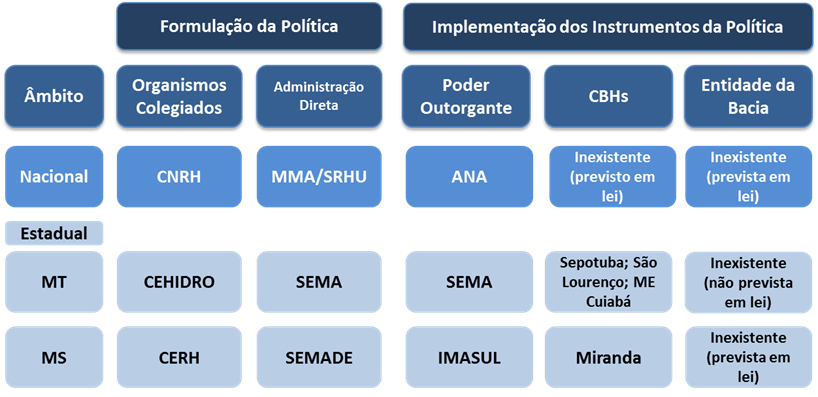 Formulação da Política
Implementação dos Instrumentos da Política
Âmbito
Organismos
Colegiados
Administração
Direta
Poder
Outorgante
CBHs
Entidade da
Bacia
Nacional
CNRH
MMA/SRHU
ANA
Inexistente
(previsto em
lei)
Inexistente
(prevista em
lei)
Estadual
MT
CEHIDRO
SEMA
SEMA
Sepotuba; São
Lourenço; ME
Cuiabá
Inexistente
(não prevista
em lei)
MS
CERH
SEMADE
IMASUL
Miranda
Inexistente
(prevista em
lei)